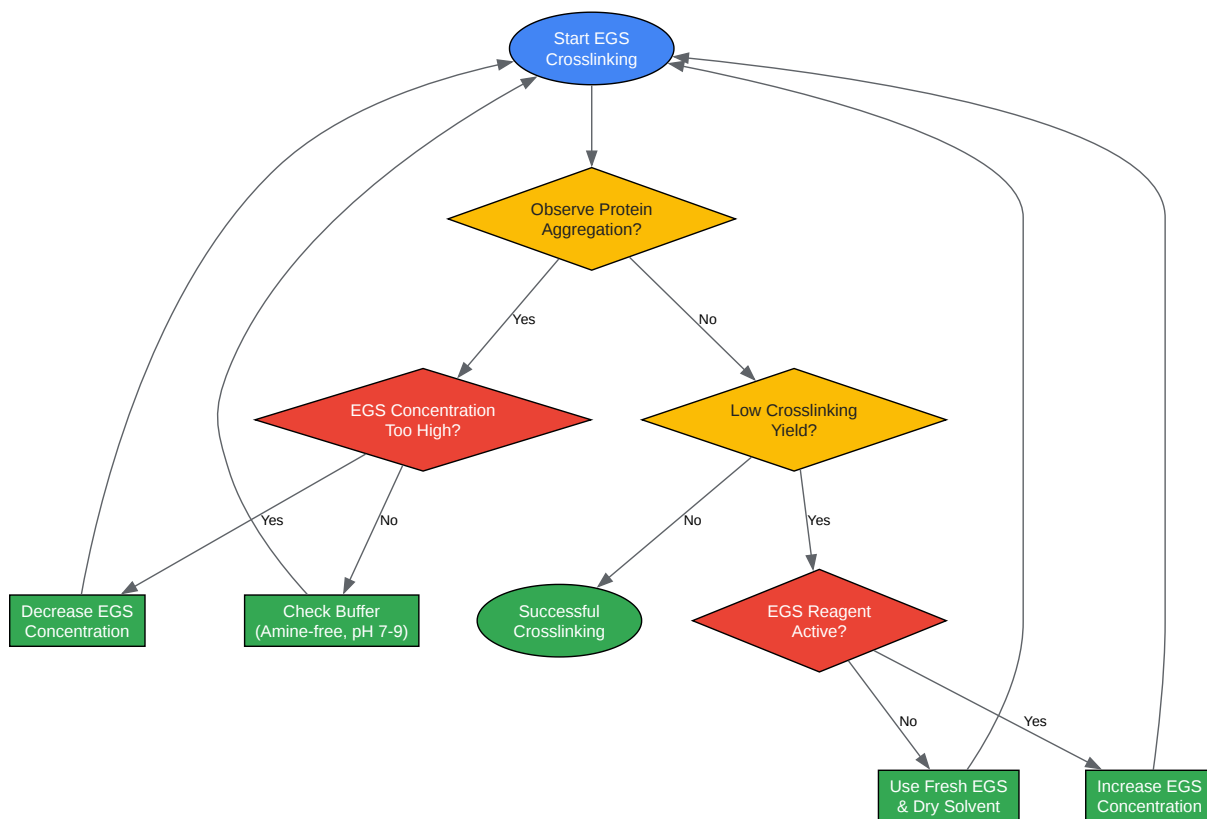 Start EGS
Crosslinking
Observe Protein
Aggregation?
Yes
No
EGS Concentration
Too High?
Low Crosslinking
Yield?
Yes
No
No
Yes
Decrease EGS
Concentration
Check Buffer
(Amine-free, pH 7-9)
Successful
Crosslinking
EGS Reagent
Active?
No
Yes
Use Fresh EGS
& Dry Solvent
Increase EGS
Concentration